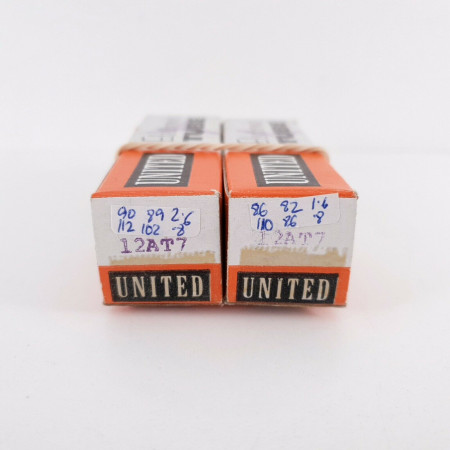 UNITED
UNITED
90 89 2.6
112 102 .8
12AT7
86 82 1.6
110 86 .8
12AT7
UNITED
UNITED